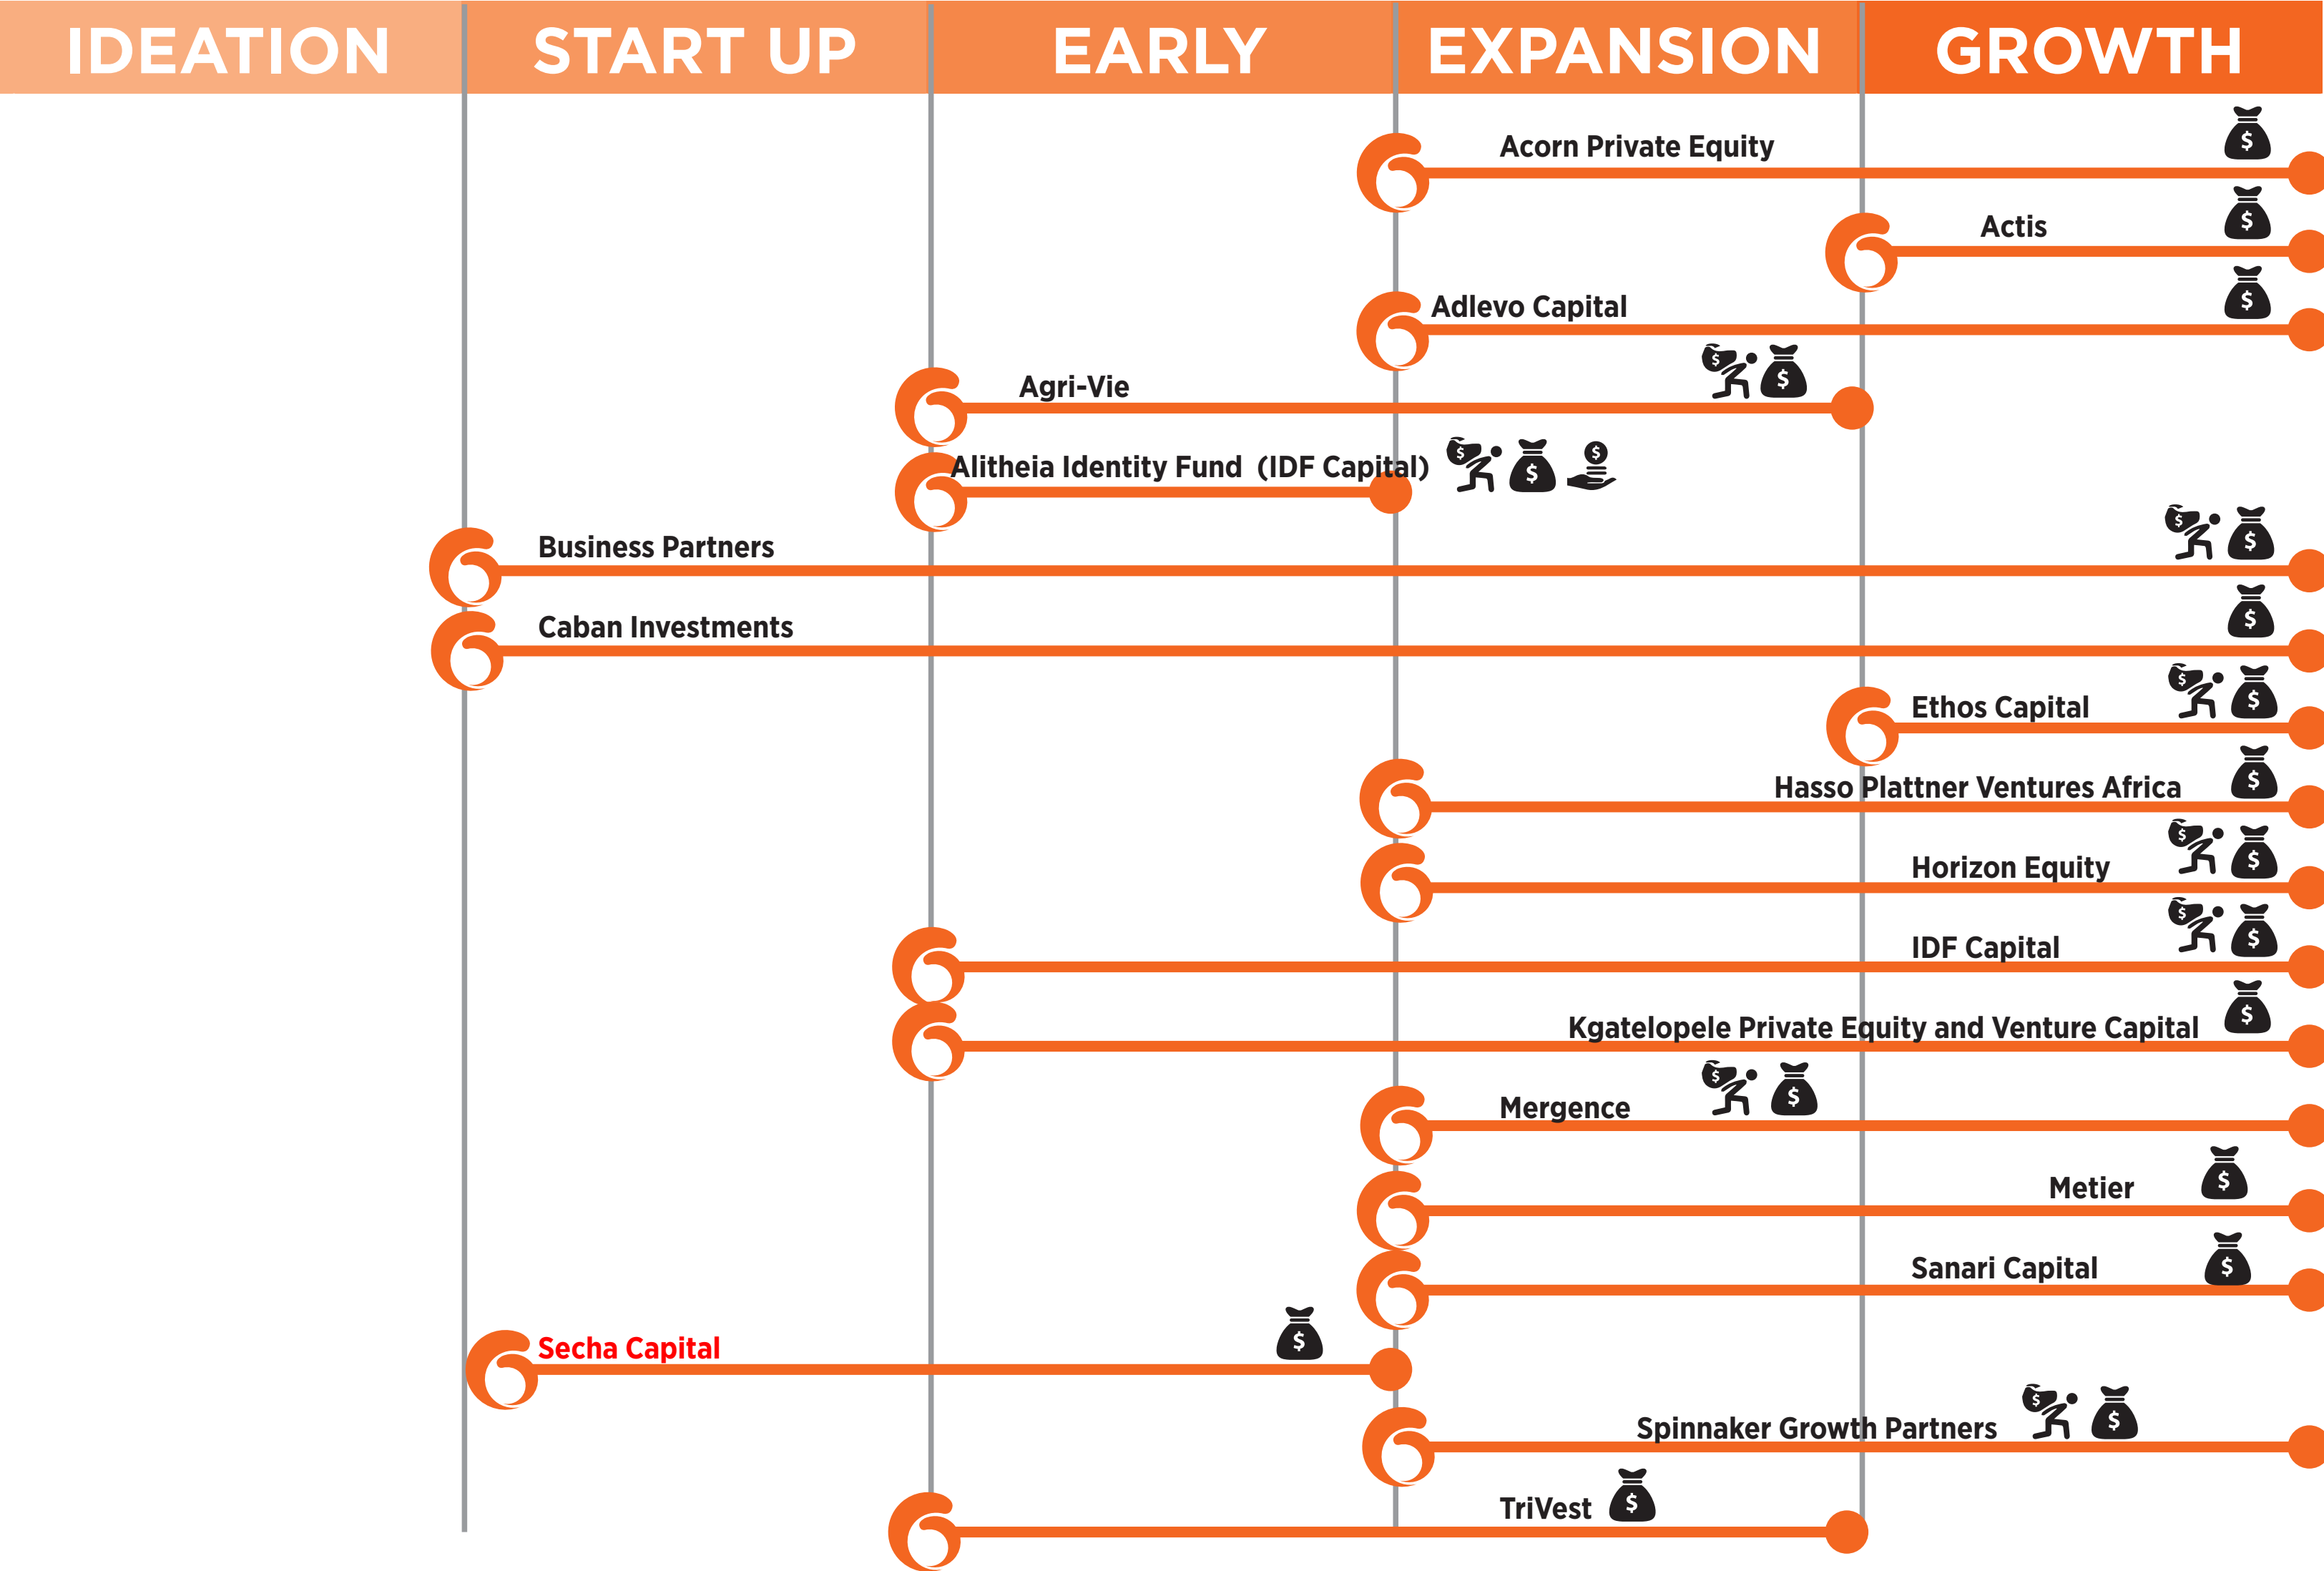 IDEATION START UP EARLY EXPANSION GROWTH
Acorn Private Equity
$
Actis
$
Adlevo Capital
$
Agri-Vie
$ $
Alitheia Identity Fund (IDF Capital)
$ $ $
Business Partners
$ $
Caban Investments
$
Ethos Capital
$ $
Hasso Plattner Ventures Africa
$
Horizon Equity
$ $
IDF Capital
$ $
Kgatelopele Private Equity and Venture Capital
$
Mergence
$ $
Metier
$
Sanari Capital
$
Secha Capital
$
Spinnaker Growth Partners
$ $
TriVest
$